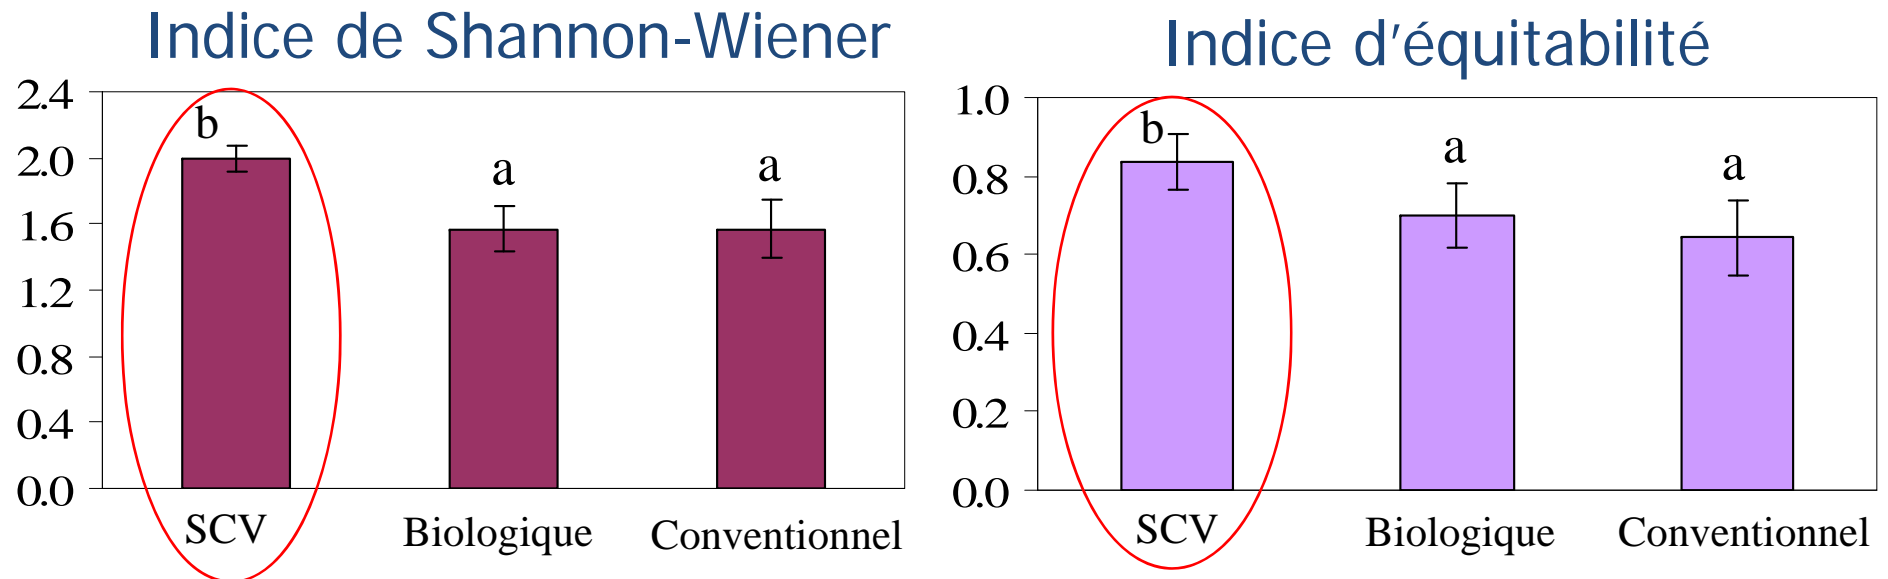 Indice de Shannon-Wiener
2.4
2.0
1.6
1.2
0.8
0.4
0.0
b
a
a
SCV
Biologique
Conventionnel
Indice d'équitabilité
1.0
0.8
0.6
0.4
0.2
0.0
b
a
a
SCV
Biologique
Conventionnel